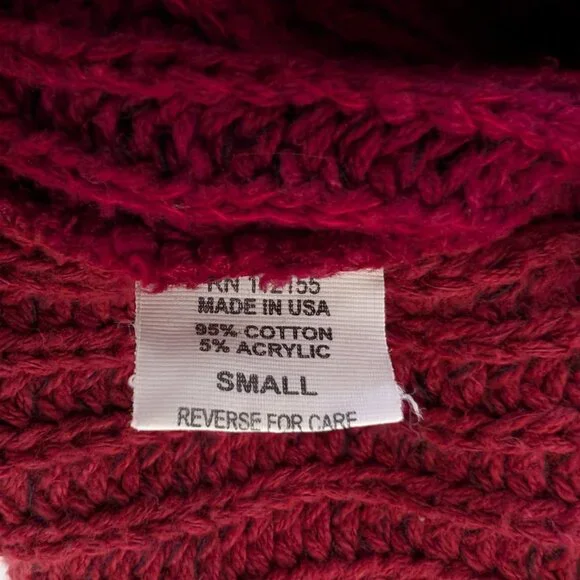 RN
MADE IN USA
95% COTTON
5% ACRYLIC
SMALL
REVERSE FOR CARE